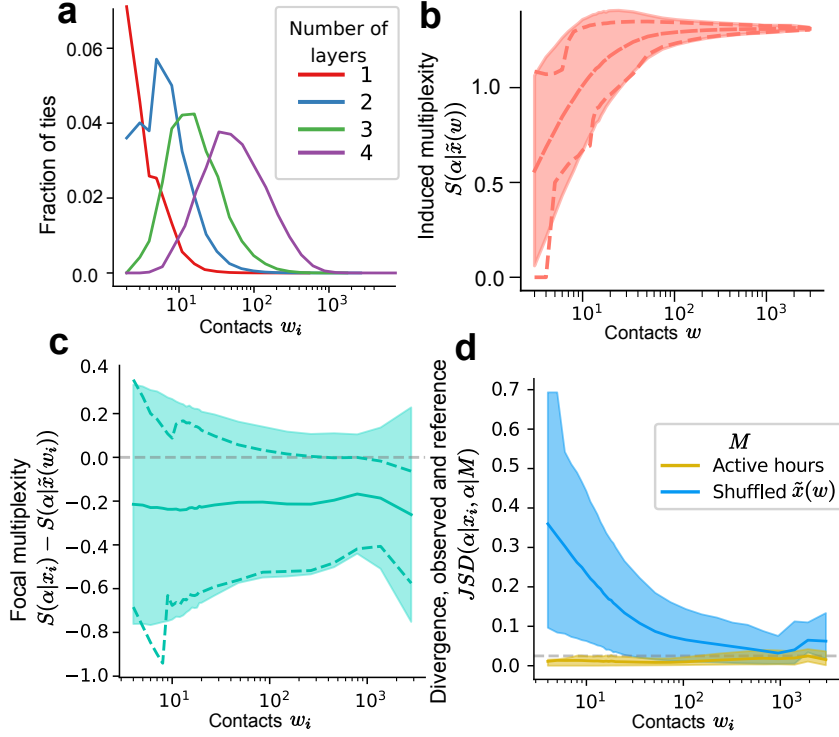 a
Number of
layers
1
2
3
4
Fraction of ties
0.06
0.04
0.02
0.0
10¹
10²
10³
Contacts wᵢ
b
Induced multiplexity
S(α|x̃(w))
1.0
0.5
0.0
10¹
10²
10³
Contacts w
c
Focal multiplexity
S(α|xᵢ) − S(α|x̃(wᵢ))
0.4
0.2
0.0
−0.2
−0.4
−0.6
−0.8
−1.0
10¹
10²
10³
Contacts wᵢ
d
Divergence, observed and reference
JSD(α|xᵢ, α|M)
0.7
0.6
0.5
0.4
0.3
0.2
0.1
0.0
M
Active hours
Shuffled x̃(w)
10¹
10²
10³
Contacts wᵢ